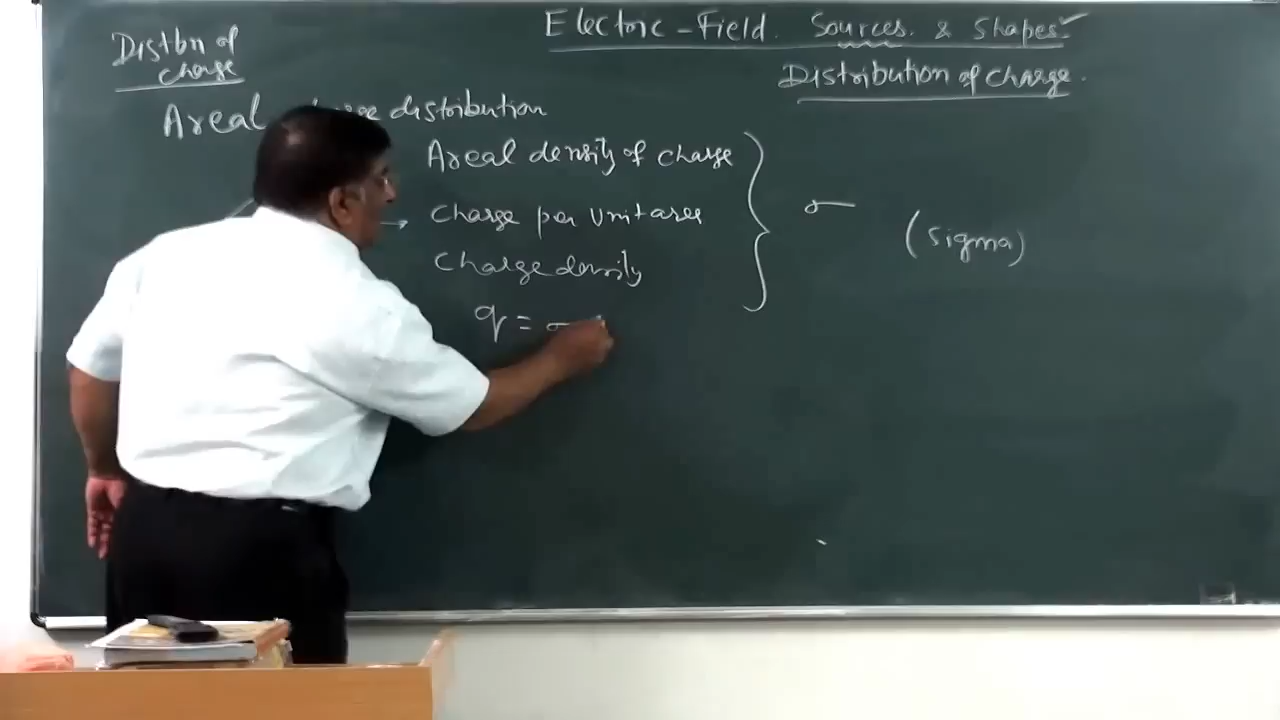 Electric - Field. Sources. & Shapes.
Distribution of Charge.
Distbn of
charge
Areal charge distribution
Areal density of charge
Charge per Unit area
Charge density
q = σ
σ
(sigma)